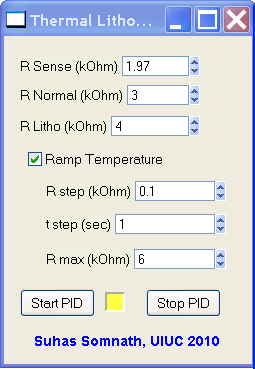 Thermal Litho...
R Sense (kOhm) 1.97
R Normal (kOhm) 3
R Litho (kOhm) 4
Ramp Temperature
R step (kOhm) 0.1
t step (sec) 1
R max (kOhm) 6
Start PID Stop PID
Suhas Somnath, UIUC 2010